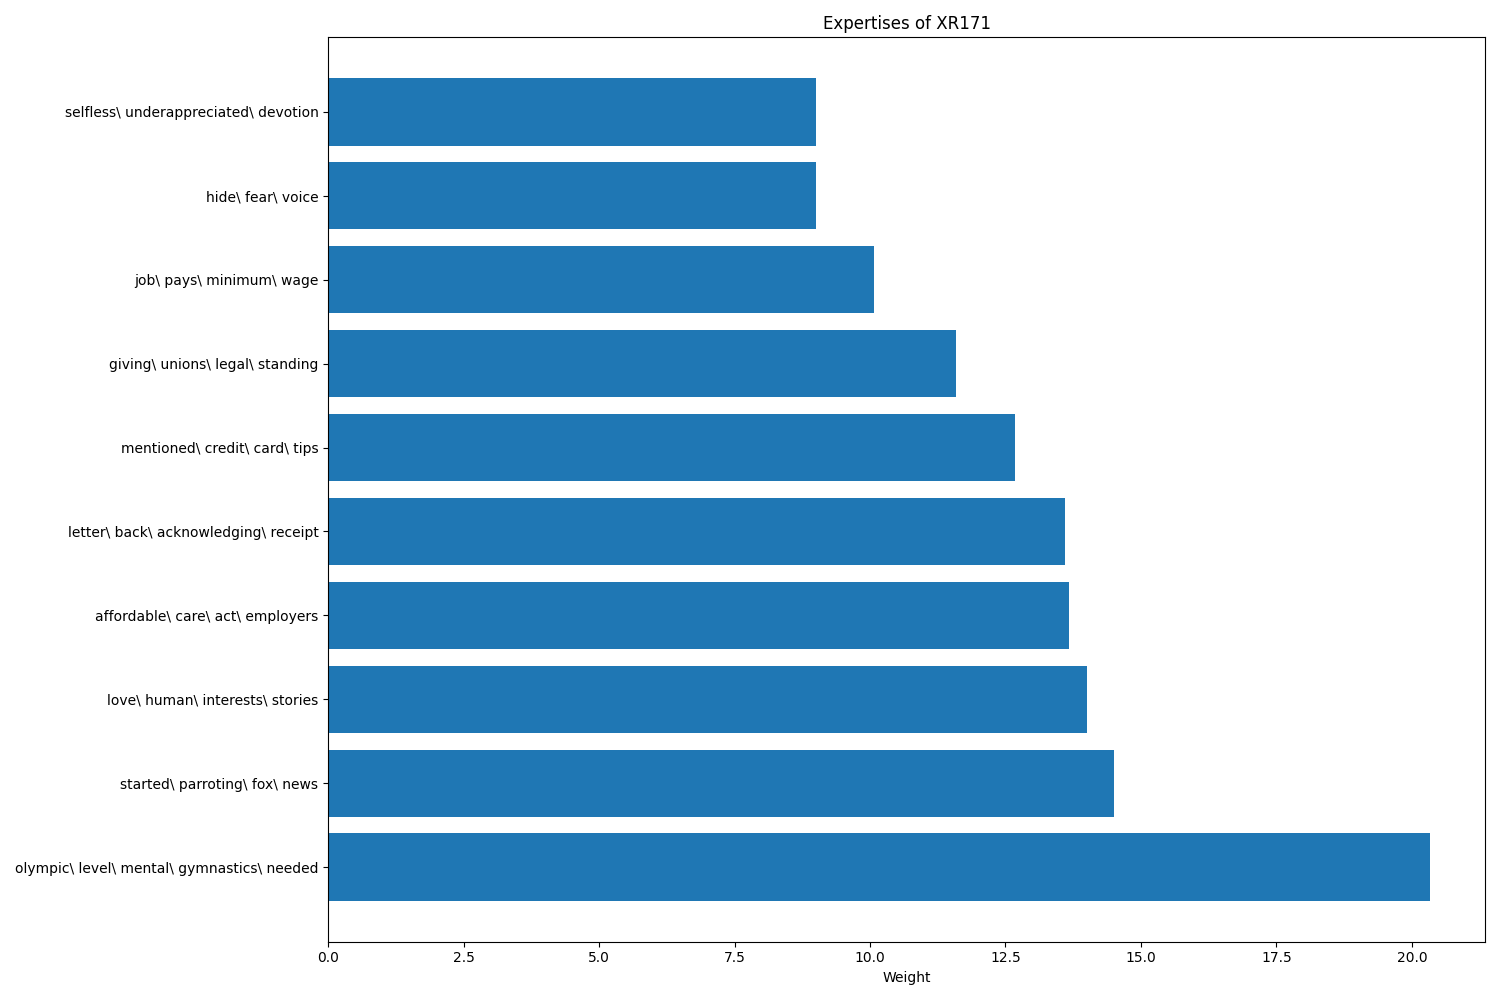 Expertises of XR171
selfless\ underappreciated\ devotion
hide\ fear\ voice
job\ pays\ minimum\ wage
giving\ unions\ legal\ standing
mentioned\ credit\ card\ tips
letter\ back\ acknowledging\ receipt
affordable\ care\ act\ employers
love\ human\ interests\ stories
started\ parroting\ fox\ news
olympic\ level\ mental\ gymnastics\ needed
0.0 2.5 5.0 7.5 10.0 12.5 15.0 17.5 20.0
Weight